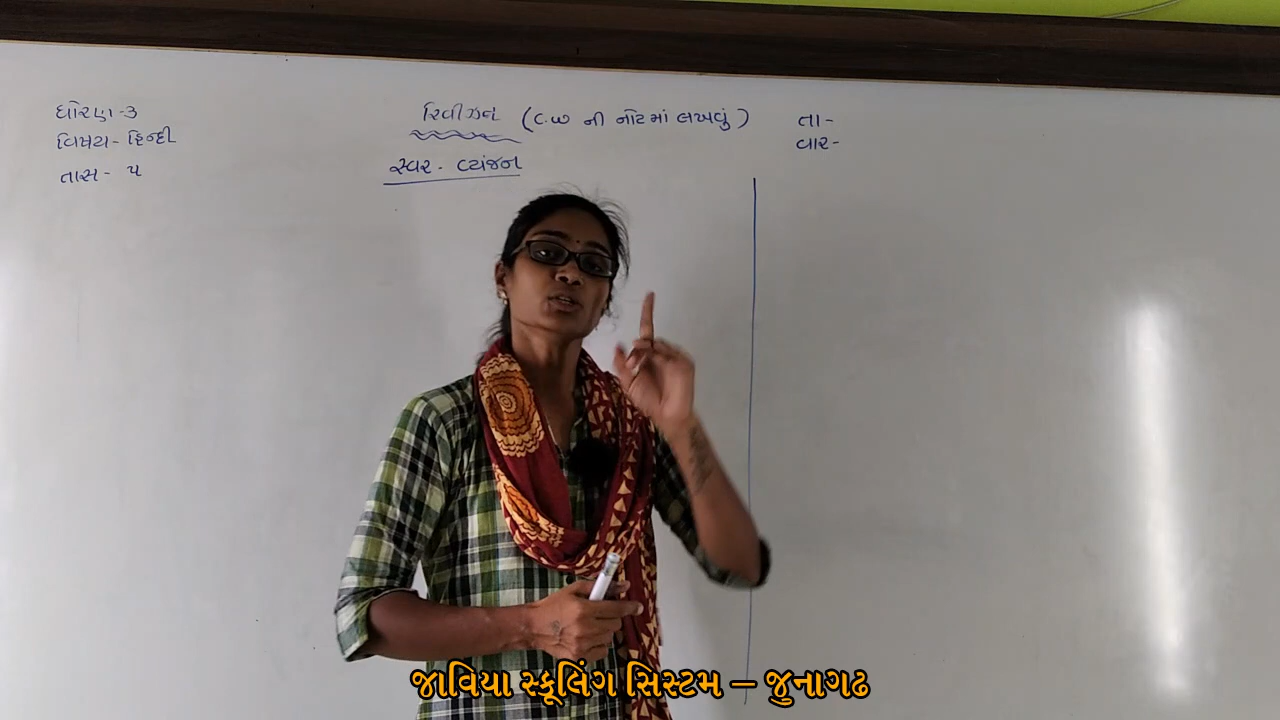 ધોરણ - ૩
વિષય - હિન્દી
તાસ - ૫
રિવીઝન (C.W ની નોટમાં લખવું)
સ્વર - વ્યંજન
તા -
વાર -
જાવિયા સ્કૂલિંગ સિસ્ટમ – જુનાગઢ